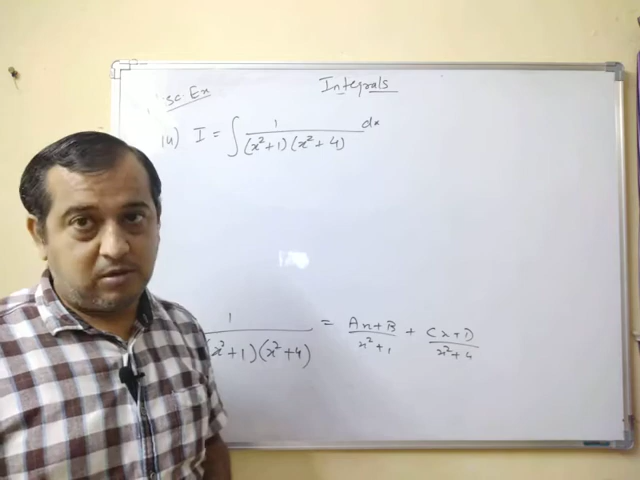 Integrals
sc. Ex
14) I = ∫ 1/((x²+1)(x²+4)) dx
1/((x²+1)(x²+4)) = (Ax+B)/(x²+1) + (Cx+D)/(x²+4)